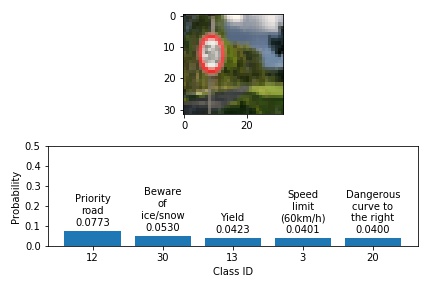 0
10
20
30
0 20
0.5
0.4
0.3
0.2
0.1
0.0
Probability
Priority
road
0.0773
Beware
of
ice/snow
0.0530
Yield
0.0423
Speed
limit
(60km/h)
0.0401
Dangerous
curve to
the right
0.0400
12 30 13 3 20
Class ID